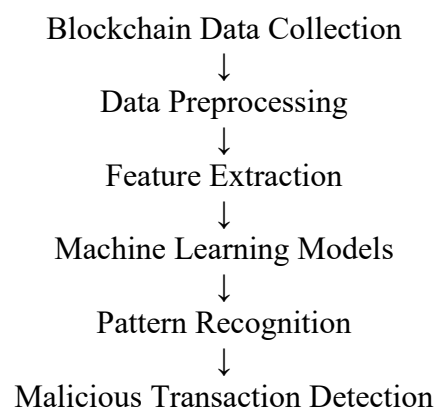 Blockchain Data Collection
↓
Data Preprocessing
↓
Feature Extraction
↓
Machine Learning Models
↓
Pattern Recognition
↓
Malicious Transaction Detection